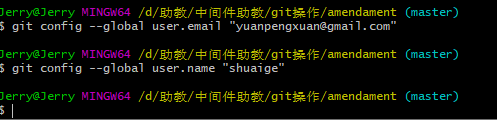 Jerry@Jerry MINGW64 /d/助教/中间件助教/git操作/amendament (master)
$ git config --global user.email "yuanpengxuan@gmail.com"
Jerry@Jerry MINGW64 /d/助教/中间件助教/git操作/amendament (master)
$ git config --global user.name "shuaige"
Jerry@Jerry MINGW64 /d/助教/中间件助教/git操作/amendament (master)
$